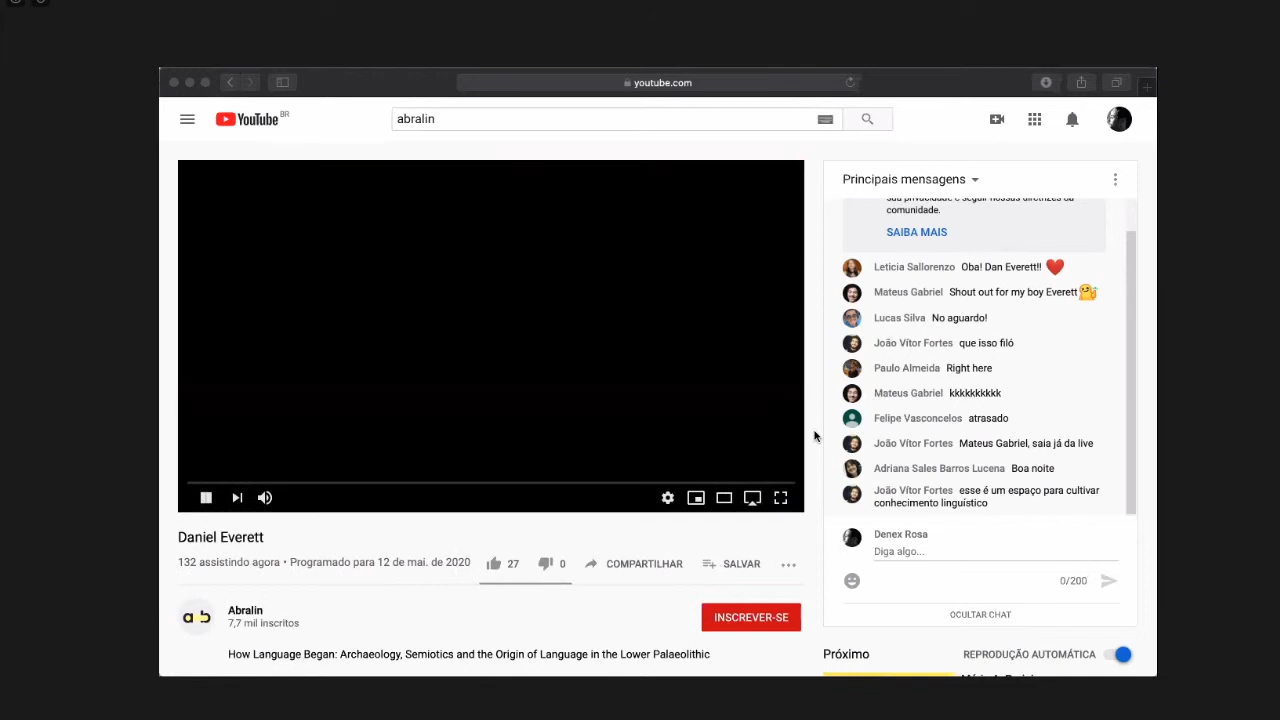 youtube.com
YouTube BR
abralin
Principais mensagens
sua privacidade e seguir nossas diretrizes da
comunidade.
SAIBA MAIS
Leticia Sallorenzo Oba! Dan Everett!! ❤️
Mateus Gabriel Shout out for my boy Everett🤗
Lucas Silva No aguardo!
João Vítor Fortes que isso filó
Paulo Almeida Right here
Mateus Gabriel kkkkkkkkkk
Felipe Vasconcelos atrasado
João Vítor Fortes Mateus Gabriel, saia já da live
Adriana Sales Barros Lucena Boa noite
João Vítor Fortes esse é um espaço para cultivar
conhecimento linguístico
Denex Rosa
Diga algo...
0/200
OCULTAR CHAT
Daniel Everett
132 assistindo agora • Programado para 12 de mai. de 2020
27
0
COMPARTILHAR
SALVAR
ab
Abralin
7,7 mil inscritos
INSCREVER-SE
How Language Began: Archaeology, Semiotics and the Origin of Language in the Lower Palaeolithic
Próximo
REPRODUÇÃO AUTOMÁTICA